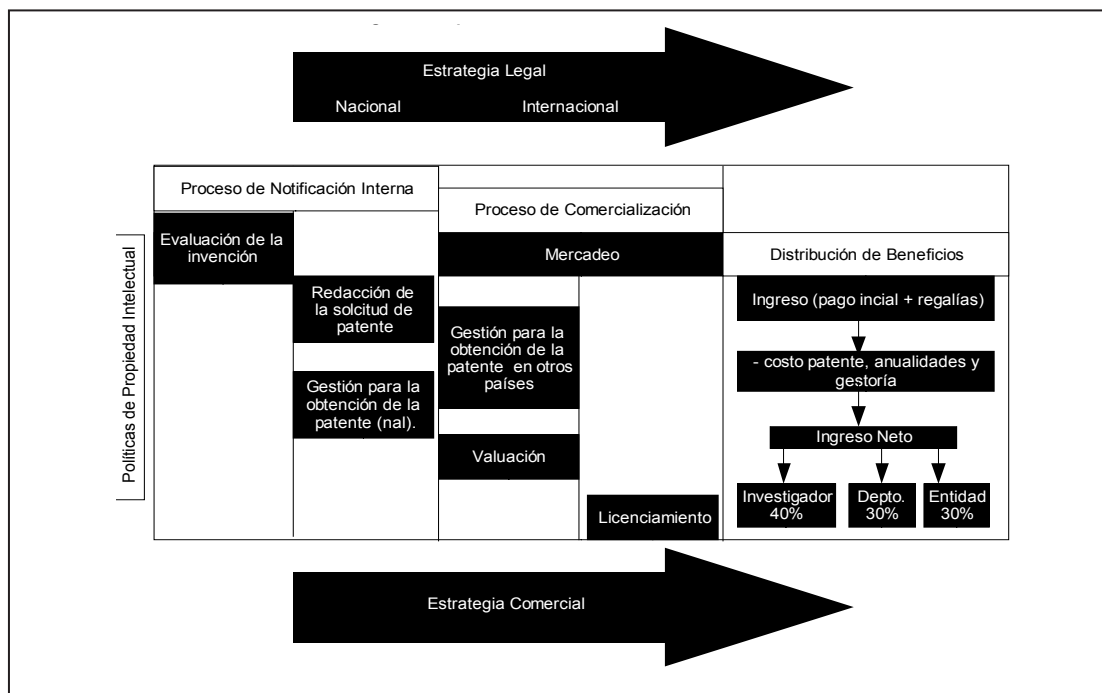 Estrategia Legal
Nacional Internacional
Proceso de Notificación Interna
Proceso de Comercialización
Políticas de Propiedad Intelectual
Evaluación de la
invención
Mercadeo
Distribución de Beneficios
Redacción de
la solcitud de
patente
Gestión para la
obtención de la
patente (nal).
Gestión para la
obtención de la
patente en otros
países
Valuación
Licenciamiento
Ingreso (pago incial + regalías)
- costo patente, anualidades y
gestoría
Ingreso Neto
Investigador
40%
Depto.
30%
Entidad
30%
Estrategia Comercial